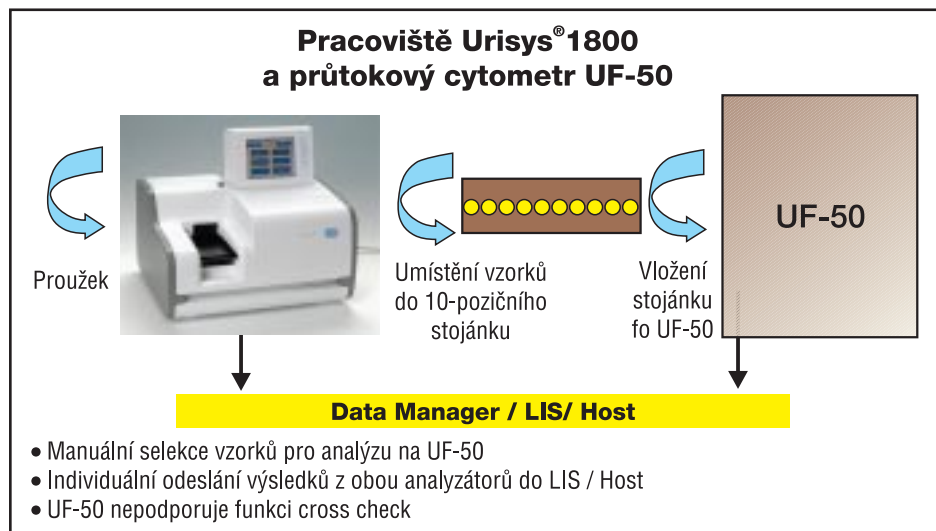 Pracoviště Urisys®1800
a průtokový cytometr UF-50
Proužek
Umístění vzorků
do 10-pozičního
stojánku
Vložení
stojánku
fo UF-50
UF-50
Data Manager / LIS/ Host
• Manuální selekce vzorků pro analýzu na UF-50
• Individuální odeslání výsledků z obou analyzátorů do LIS / Host
• UF-50 nepodporuje funkci cross check